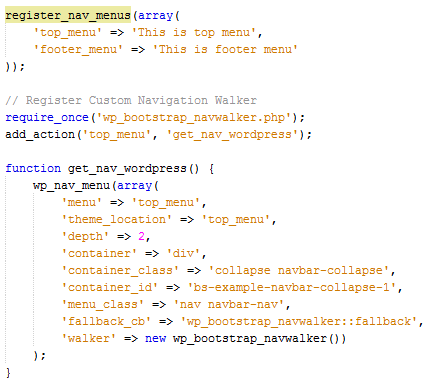 register_nav_menus(array(
'top_menu' => 'This is top menu',
'footer_menu' => 'This is footer menu'
));
// Register Custom Navigation Walker
require_once('wp_bootstrap_navwalker.php');
add_action('top_menu', 'get_nav_wordpress');
function get_nav_wordpress() {
wp_nav_menu(array(
'menu' => 'top_menu',
'theme_location' => 'top_menu',
'depth' => 2,
'container' => 'div',
'container_class' => 'collapse navbar-collapse',
'container_id' => 'bs-example-navbar-collapse-1',
'menu_class' => 'nav navbar-nav',
'fallback_cb' => 'wp_bootstrap_navwalker::fallback',
'walker' => new wp_bootstrap_navwalker())
);
}